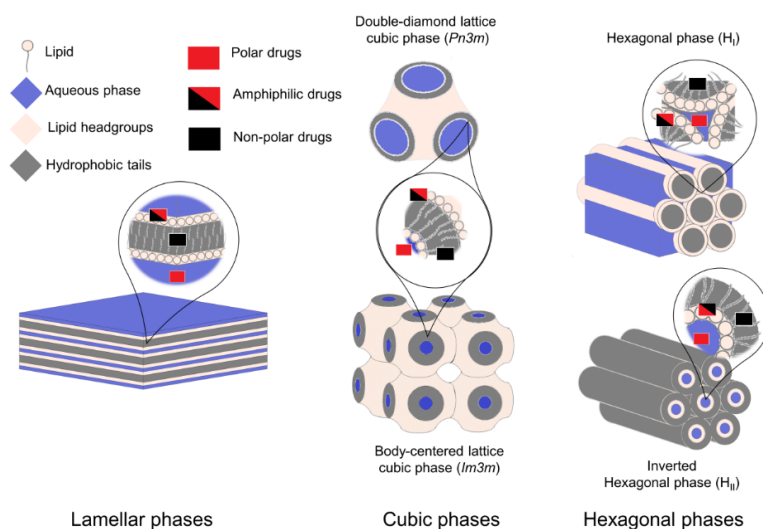 Lipid
Aqueous phase
Lipid headgroups
Hydrophobic tails
Polar drugs
Amphiphilic drugs
Non-polar drugs
Double-diamond lattice
cubic phase (Pn3m)
Body-centered lattice
cubic phase (Im3m)
Hexagonal phase (HI)
Inverted
Hexagonal phase (HII)
Lamellar phases
Cubic phases
Hexagonal phases